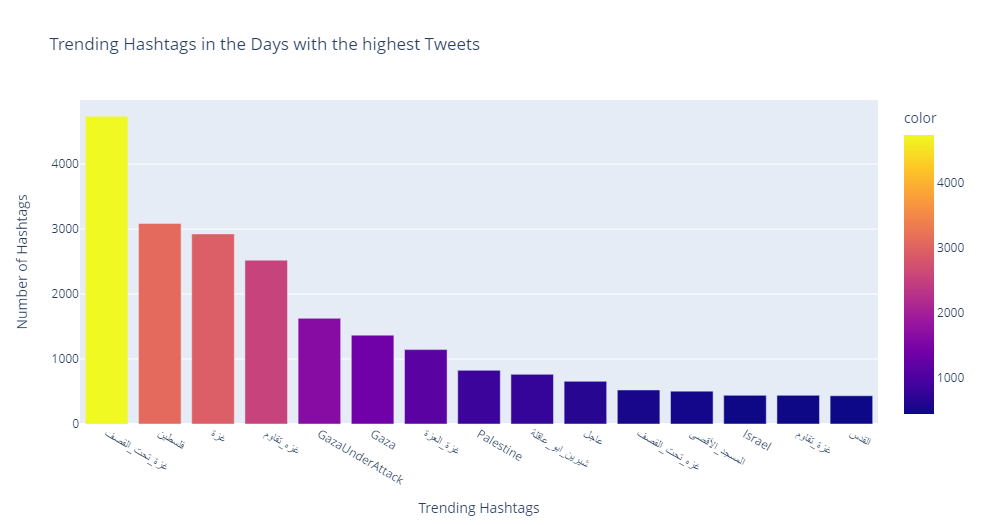 Trending Hashtags in the Days with the highest Tweets
color
4000
3000
2000
1000
0
Number of Hashtags
4000
3000
2000
1000
غزة_تحت_القصف
فلسطين
غزة
غزه_تقاوم
GazaUnderAttack
Gaza
غزة_العزة
Palestine
شيرين_ابو_عاقلة
عاجل
غزه_تحت_القصف
المسجد_الاقصى
Israel
غزة_تقاوم
القدس
Trending Hashtags